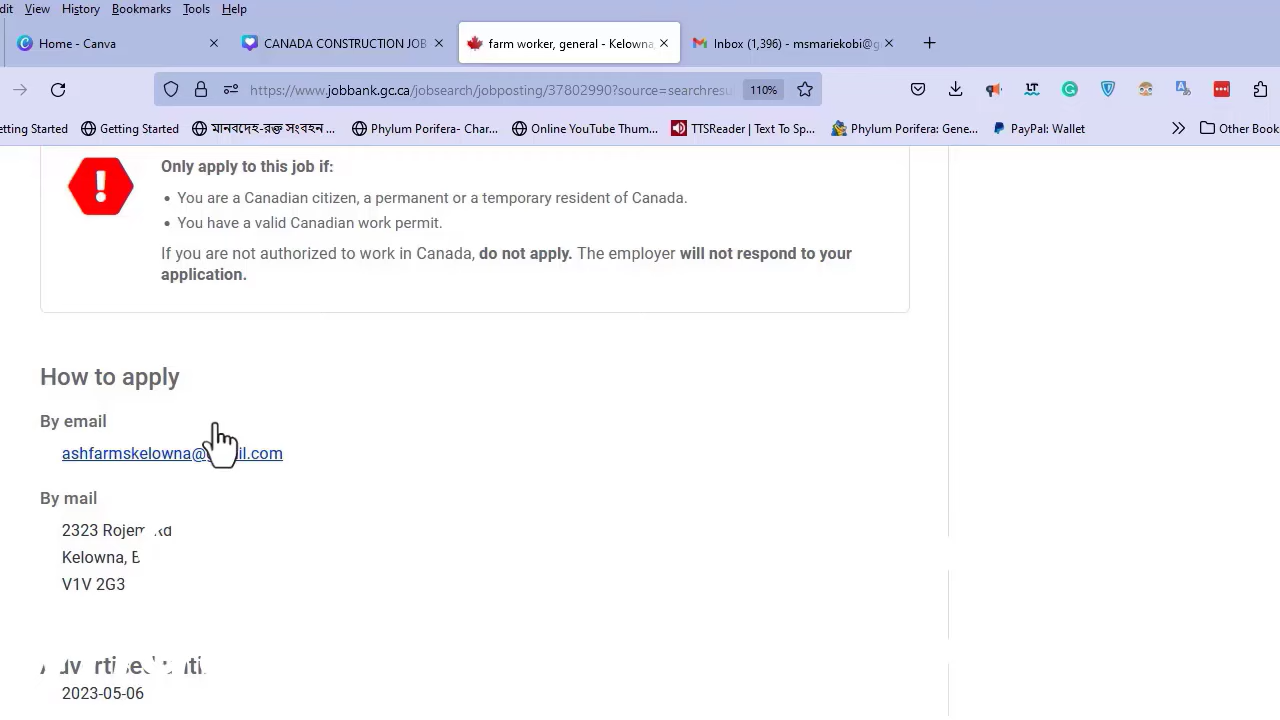 dit View History Bookmarks Tools Help
Home - Canva CANADA CONSTRUCTION JOB farm worker, general - Kelowna, Inbox (1,396) - msmariekobi@g
https://www.jobbank.gc.ca/jobsearch/jobposting/37802990?source=searchresu 110%
etting Started Getting Started মানবদেহ-রক্ত সংবহন ... Phylum Porifera- Char... Online YouTube Thum... TTSReader | Text To Sp... Phylum Porifera: Gene... PayPal: Wallet Other Book
Only apply to this job if:
• You are a Canadian citizen, a permanent or a temporary resident of Canada.
• You have a valid Canadian work permit.
If you are not authorized to work in Canada, do not apply. The employer will not respond to your
application.
How to apply
By email
By mail
2323
Kelowna,
V1V 2G3
2023-05-06